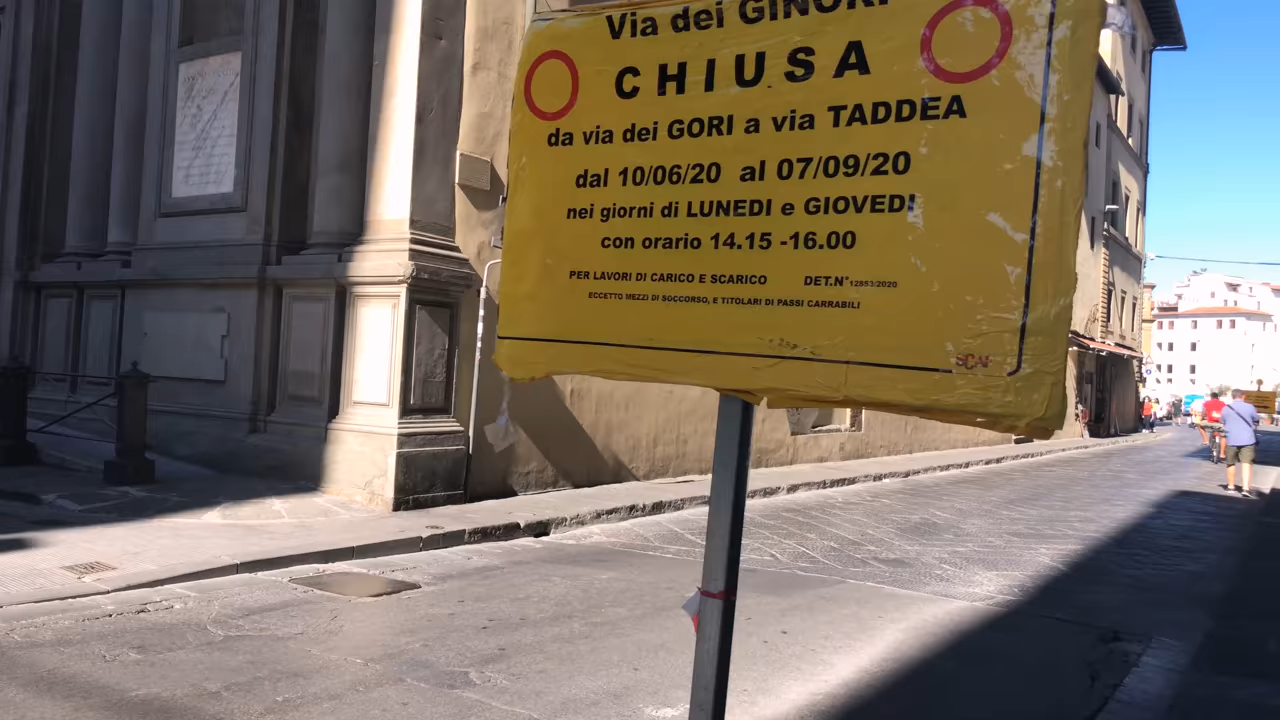 Via dei GINORI
CHIUSA
da via dei GORI a via TADDEA
dal 10/06/20 al 07/09/20
nei giorni di LUNEDI e GIOVEDI
con orario 14.15 -16.00
PER LAVORI DI CARICO E SCARICO DET.N° 12853/2020
ECCETTO MEZZI DI SOCCORSO, E TITOLARI DI PASSI CARRABILI
SCAF